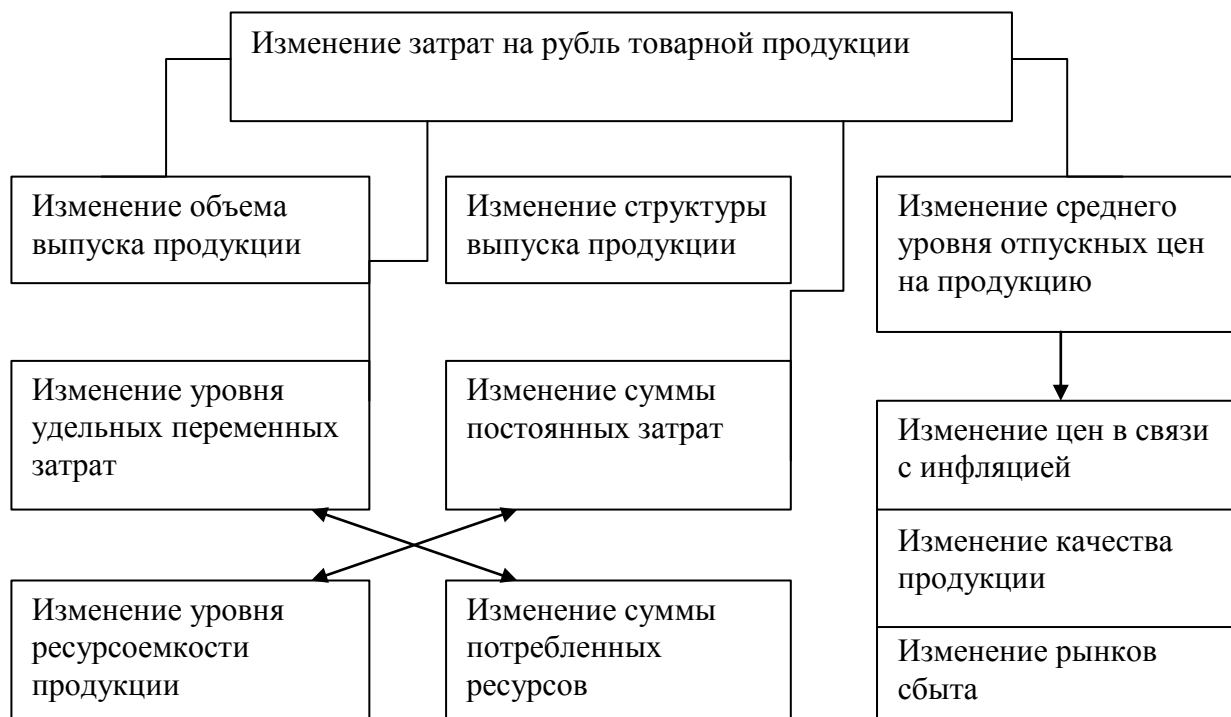 Изменение затрат на рубль товарной продукции
Изменение объема
выпуска продукции
Изменение структуры
выпуска продукции
Изменение среднего
уровня отпускных цен
на продукцию
Изменение уровня
удельных переменных
затрат
Изменение суммы
постоянных затрат
Изменение цен в связи
с инфляцией
Изменение качества
продукции
Изменение рынков
сбыта
Изменение уровня
ресурсоемкости
продукции
Изменение суммы
потребленных
ресурсов